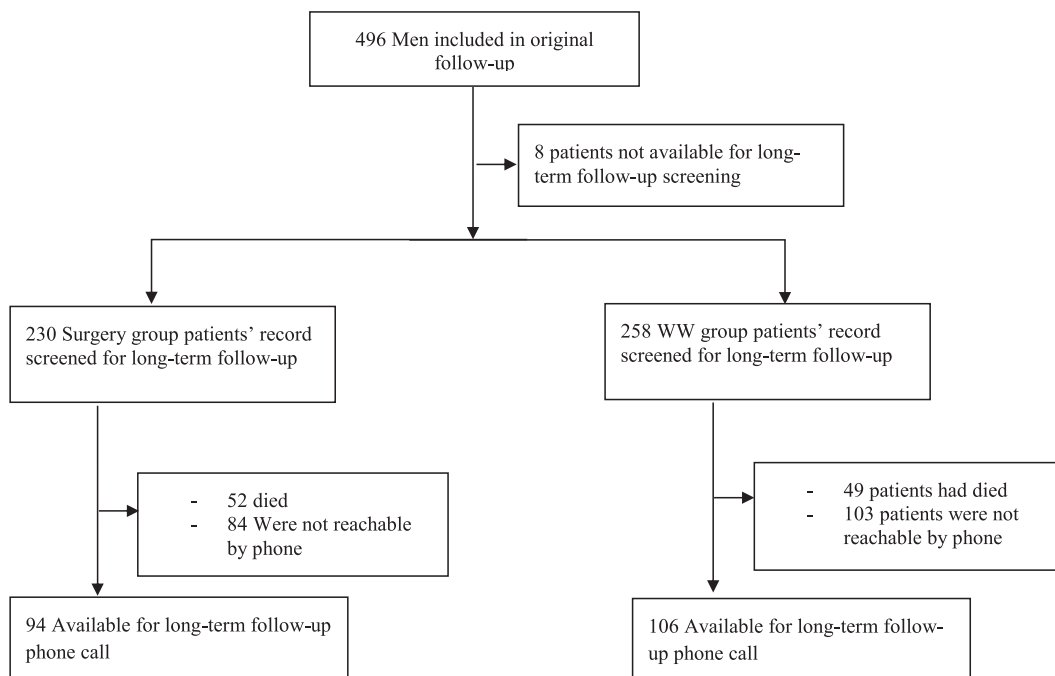 496 Men included in original
follow-up
8 patients not available for long-
term follow-up screening
230 Surgery group patients’ record
screened for long-term follow-up
258 WW group patients’ record
screened for long-term follow-up
- 52 died
- 84 Were not reachable
by phone
- 49 patients had died
- 103 patients were not
reachable by phone
94 Available for long-term follow-up
phone call
106 Available for long-term follow-
up phone call